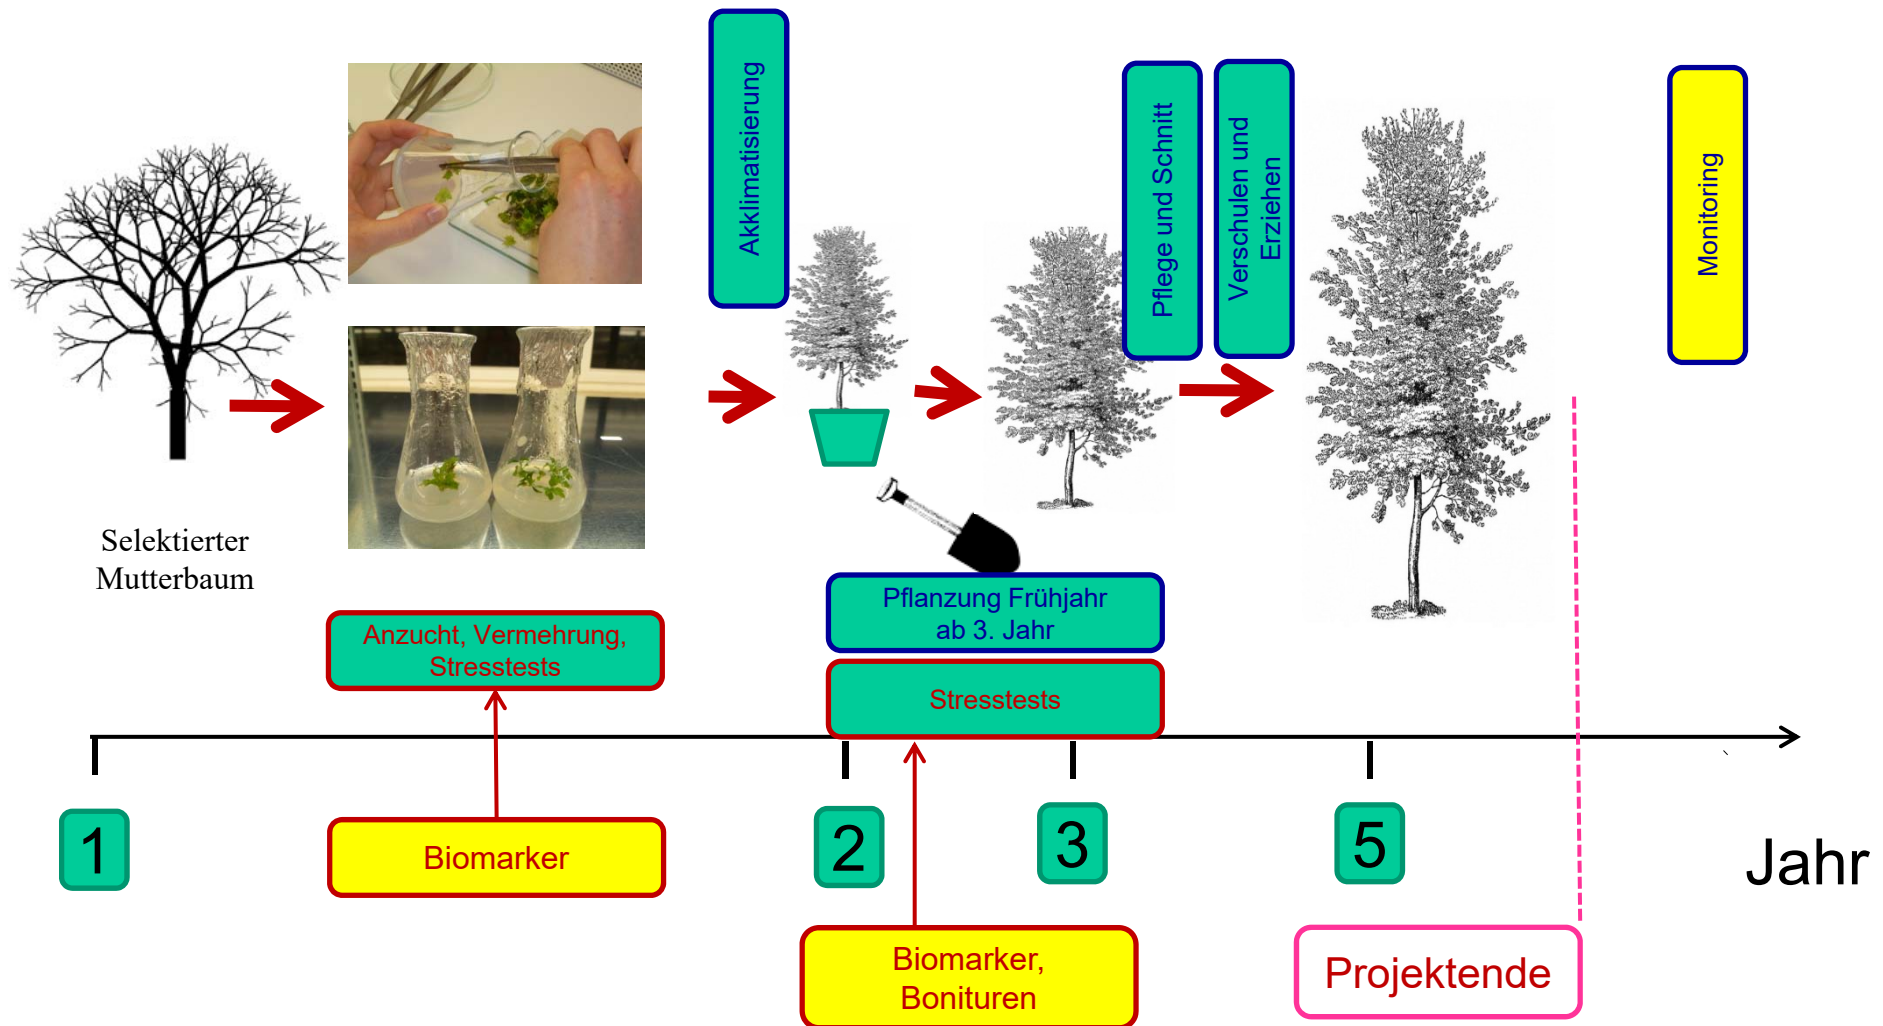 Akklimatisierung
Pflege und Schnitt
Verschulen und
Erziehen
Monitoring
Selektierter
Mutterbaum
Anzucht, Vermehrung,
Stresstests
Pflanzung Frühjahr
ab 3. Jahr
Stresstests
1
2
3
5
Jahr
Biomarker
Biomarker,
Bonituren
Projektende